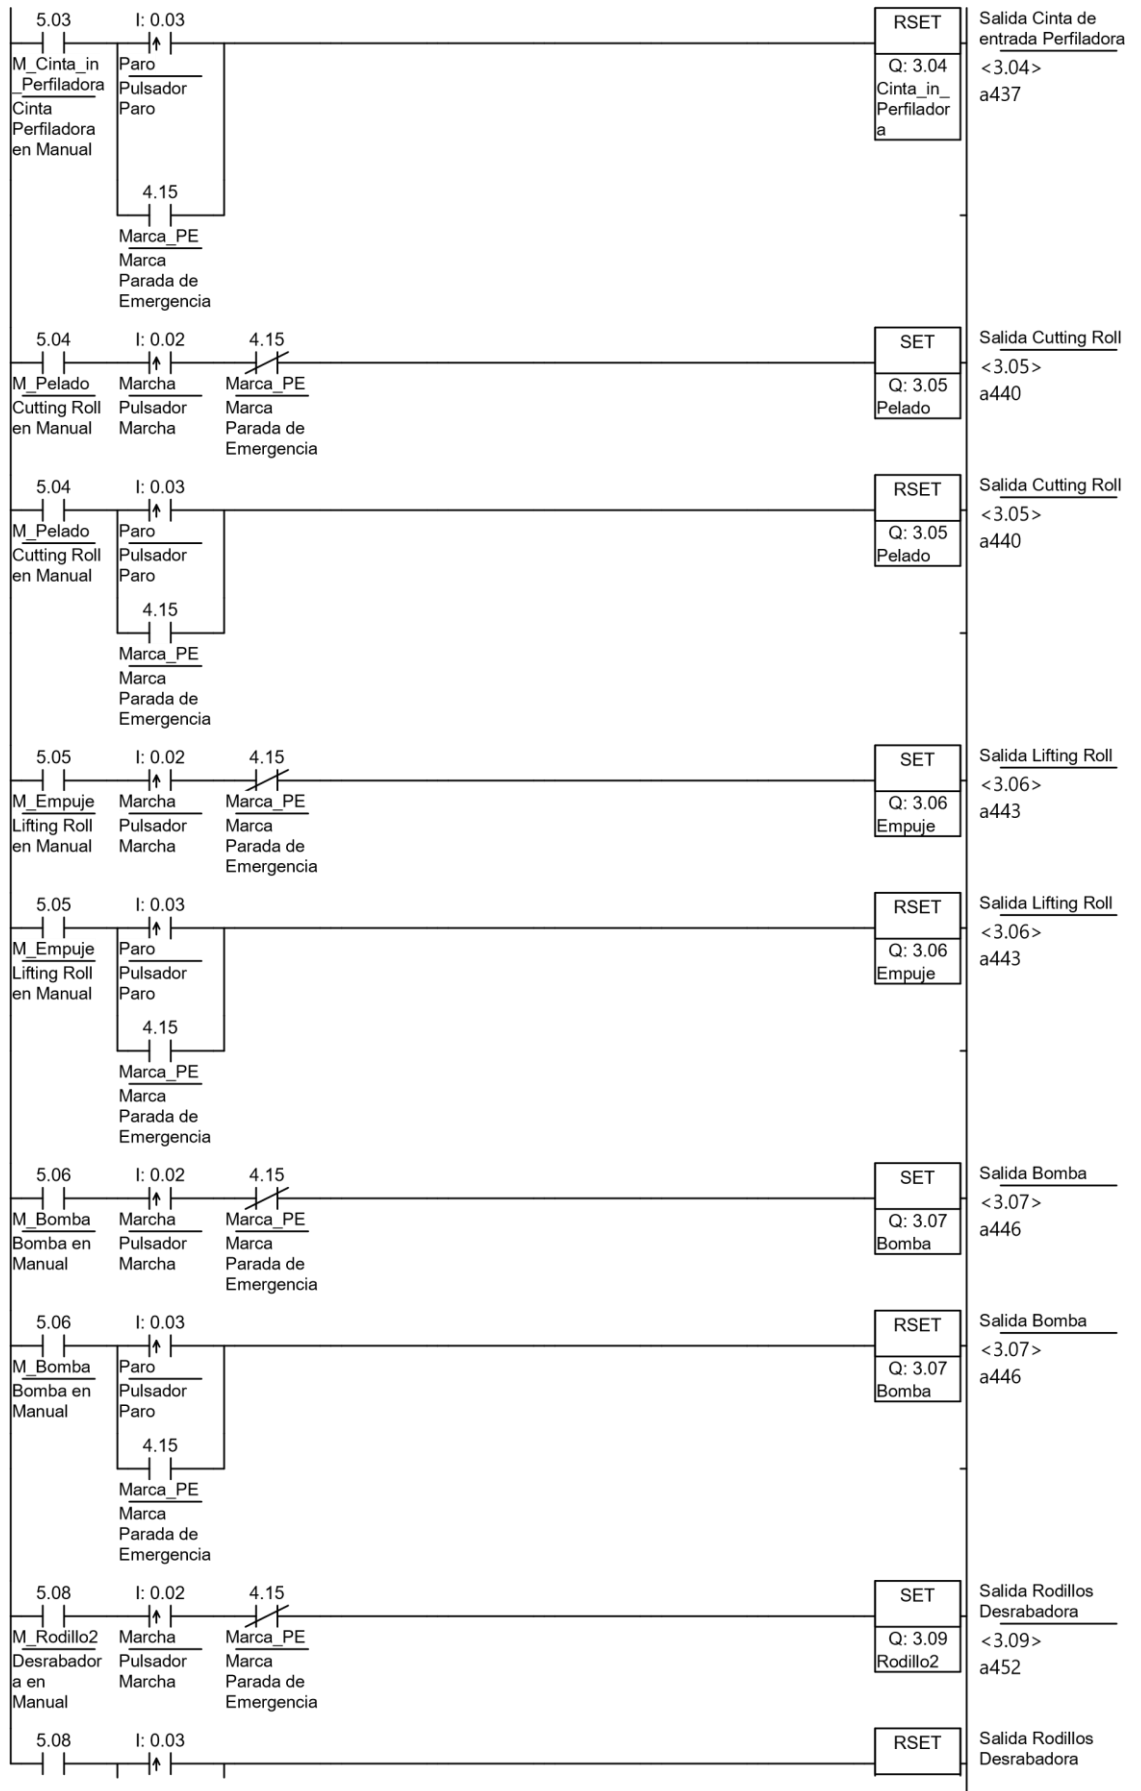 5.03 I: 0.03 RSET Salida Cinta de
entrada Perfiladora
M_Cinta_in Paro Q: 3.04 <3.04>
_Perfiladora Pulsador Cinta_in_ a437
Cinta Paro Perfilador
Perfiladora a
en Manual
4.15
Marca_PE
Marca
Parada de
Emergencia
5.04 I: 0.02 4.15 SET Salida Cutting Roll
<3.05>
M_Pelado Marcha Marca_PE Q: 3.05 a440
Cutting Roll Pulsador Marca Pelado
en Manual Marcha Parada de
Emergencia
5.04 I: 0.03 RSET Salida Cutting Roll
<3.05>
M_Pelado Paro Q: 3.05 a440
Cutting Roll Pulsador Pelado
en Manual Paro
4.15
Marca_PE
Marca
Parada de
Emergencia
5.05 I: 0.02 4.15 SET Salida Lifting Roll
<3.06>
M_Empuje Marcha Marca_PE Q: 3.06 a443
Lifting Roll Pulsador Marca Empuje
en Manual Marcha Parada de
Emergencia
5.05 I: 0.03 RSET Salida Lifting Roll
<3.06>
M_Empuje Paro Q: 3.06 a443
Lifting Roll Pulsador Empuje
en Manual Paro
4.15
Marca_PE
Marca
Parada de
Emergencia
5.06 I: 0.02 4.15 SET Salida Bomba
<3.07>
M_Bomba Marcha Marca_PE Q: 3.07 a446
Bomba en Pulsador Marca Bomba
Manual Marcha Parada de
Emergencia
5.06 I: 0.03 RSET Salida Bomba
<3.07>
M_Bomba Paro Q: 3.07 a446
Bomba en Pulsador Bomba
Manual Paro
4.15
Marca_PE
Marca
Parada de
Emergencia
5.08 I: 0.02 4.15 SET Salida Rodillos
Desrabadora
M_Rodillo2 Marcha Marca_PE Q: 3.09 <3.09>
Desrabador Pulsador Marca Rodillo2 a452
a en Marcha Parada de
Manual Emergencia
5.08 I: 0.03 RSET Salida Rodillos
Desrabadora